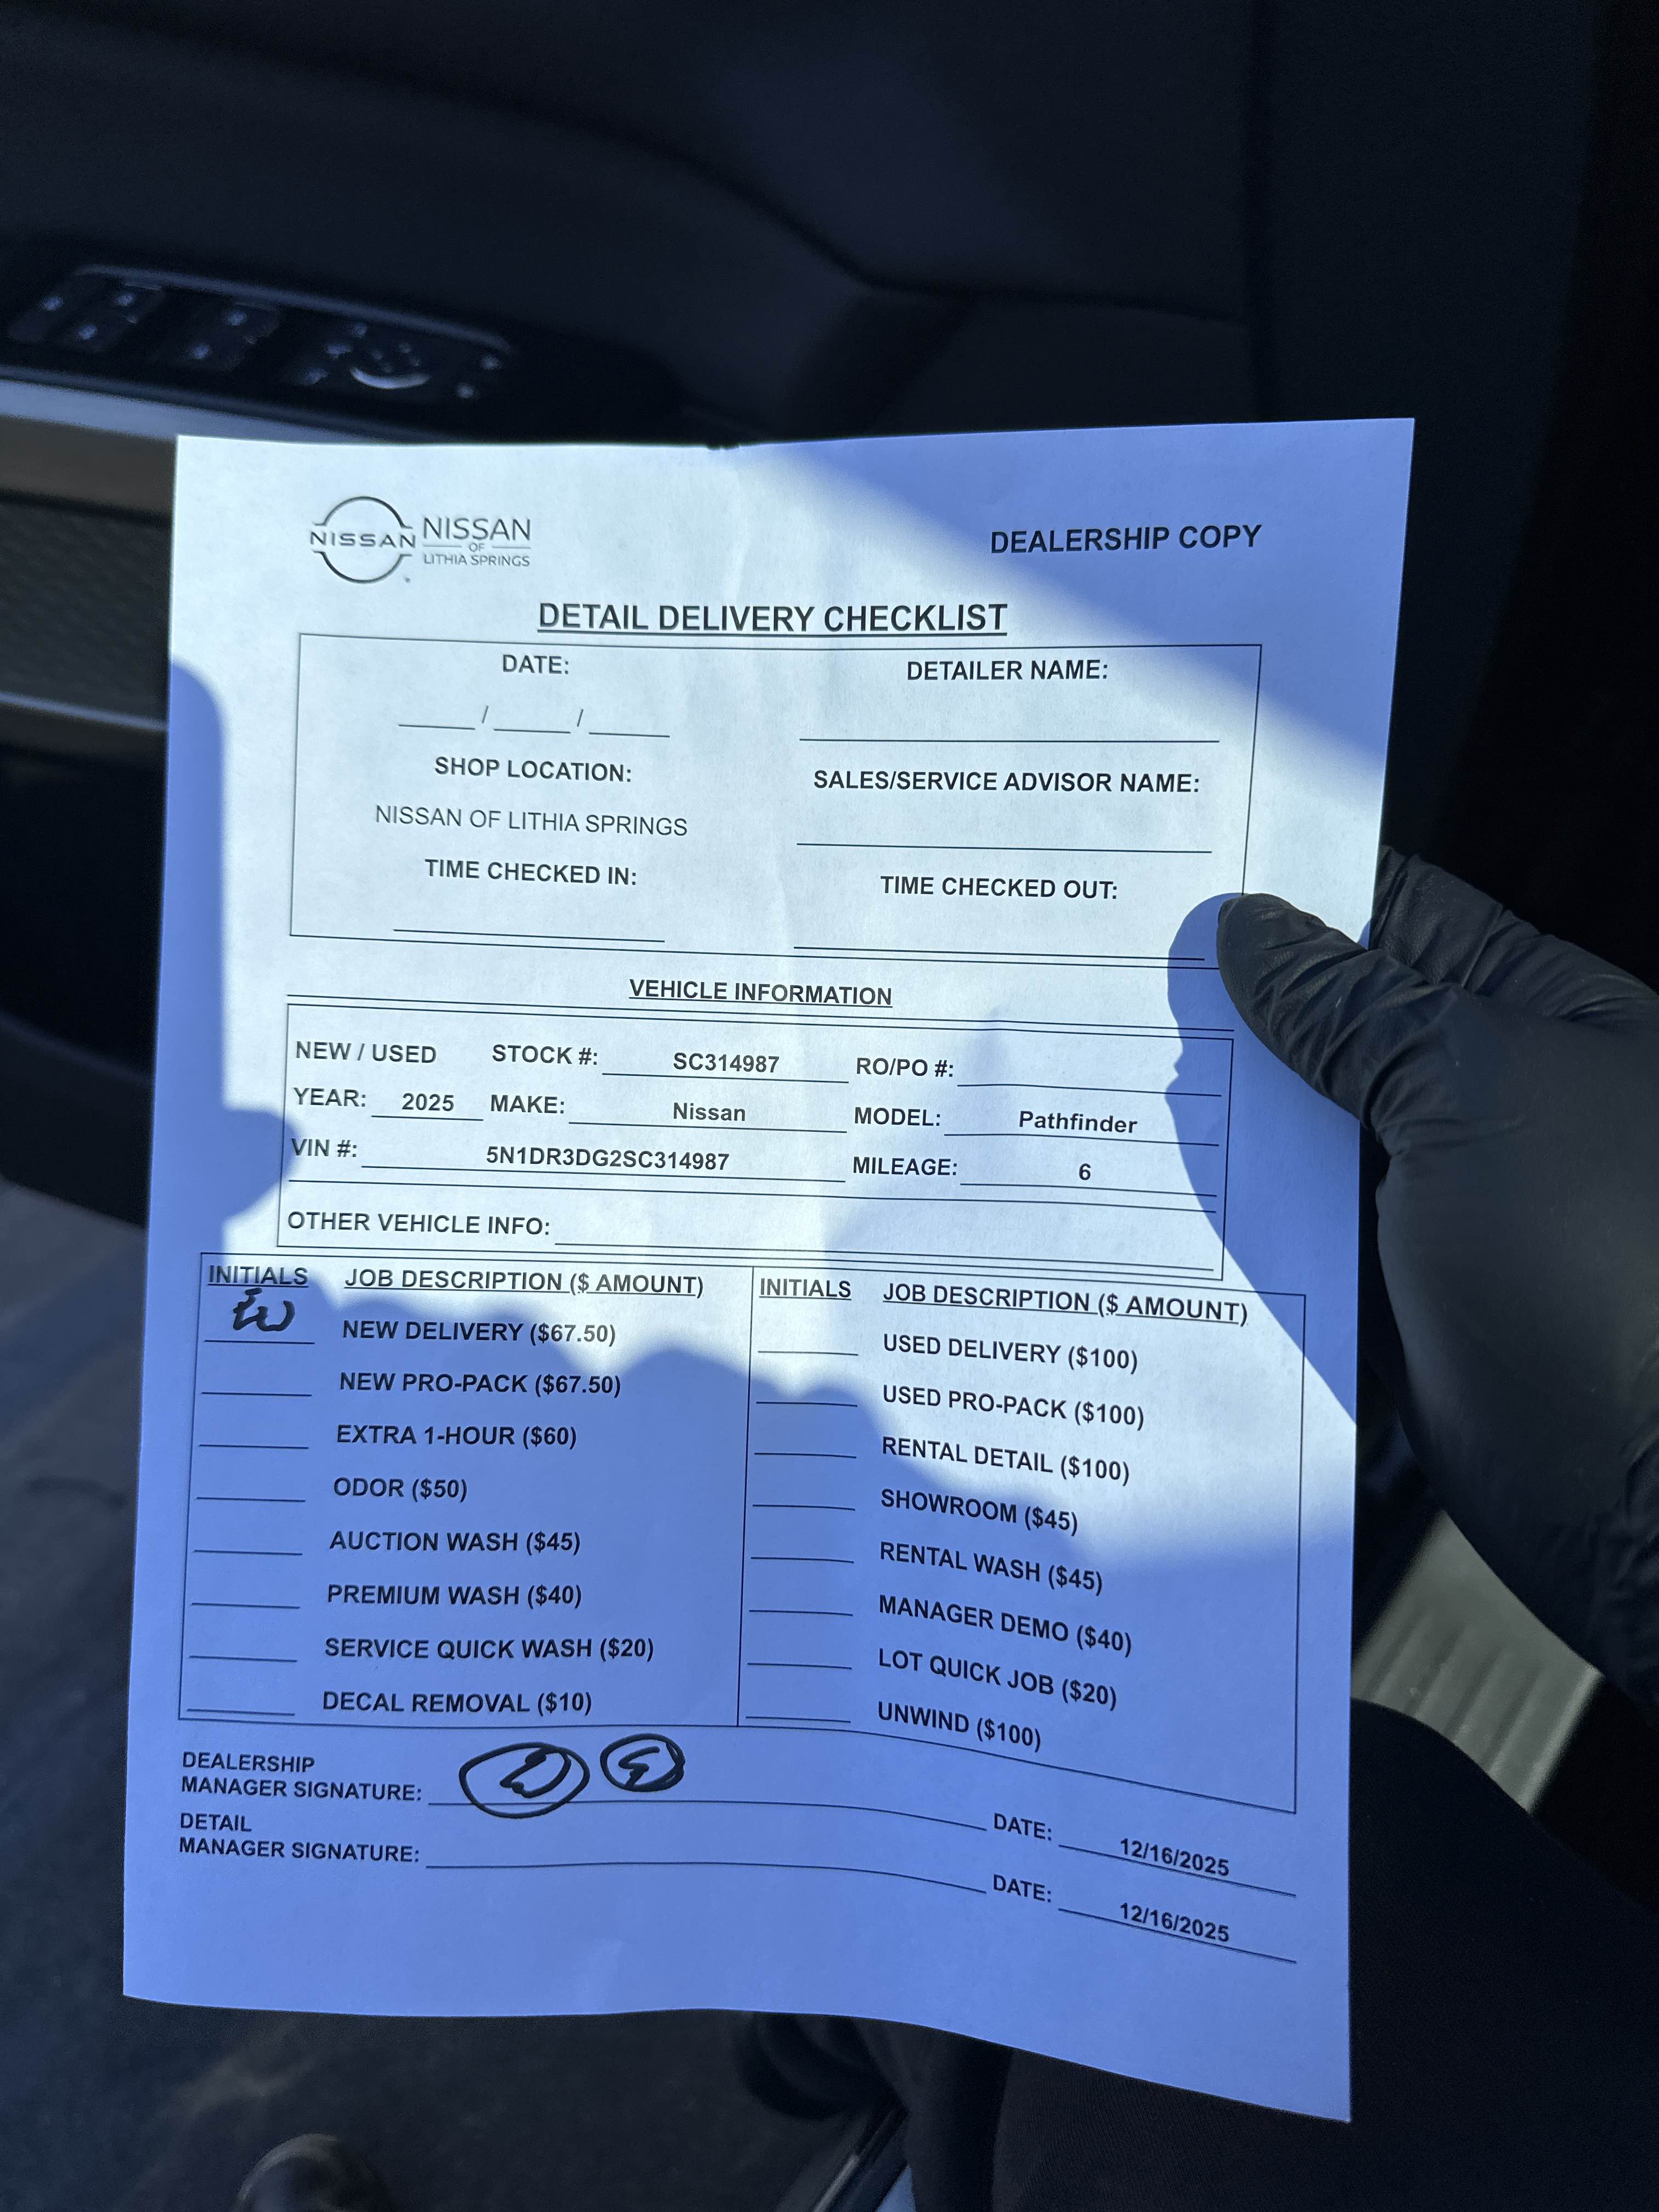 NISSAN NISSAN
OF
LITHIA SPRINGS
DEALERSHIP COPY
DETAIL DELIVERY CHECKLIST
DATE: DETAILER NAME:
_____ / _____ / _____
SHOP LOCATION: SALES/SERVICE ADVISOR NAME:
NISSAN OF LITHIA SPRINGS
TIME CHECKED IN: TIME CHECKED OUT:
VEHICLE INFORMATION
NEW / USED STOCK #: SC314987 RO/PO #:
YEAR: 2025 MAKE: Nissan MODEL: Pathfinder
VIN #: 5N1DR3DG2SC314987 MILEAGE: 6
OTHER VEHICLE INFO:
INITIALS JOB DESCRIPTION ($ AMOUNT) INITIALS JOB DESCRIPTION ($ AMOUNT)
NEW DELIVERY ($67.50) USED DELIVERY ($100)
NEW PRO-PACK ($67.50) USED PRO-PACK ($100)
EXTRA 1-HOUR ($60) RENTAL DETAIL ($100)
ODOR ($50) SHOWROOM ($45)
AUCTION WASH ($45) RENTAL WASH ($45)
PREMIUM WASH ($40) MANAGER DEMO ($40)
SERVICE QUICK WASH ($20) LOT QUICK JOB ($20)
DECAL REMOVAL ($10) UNWIND ($100)
DEALERSHIP
MANAGER SIGNATURE: DATE: 12/16/2025
DETAIL
MANAGER SIGNATURE: DATE: 12/16/2025